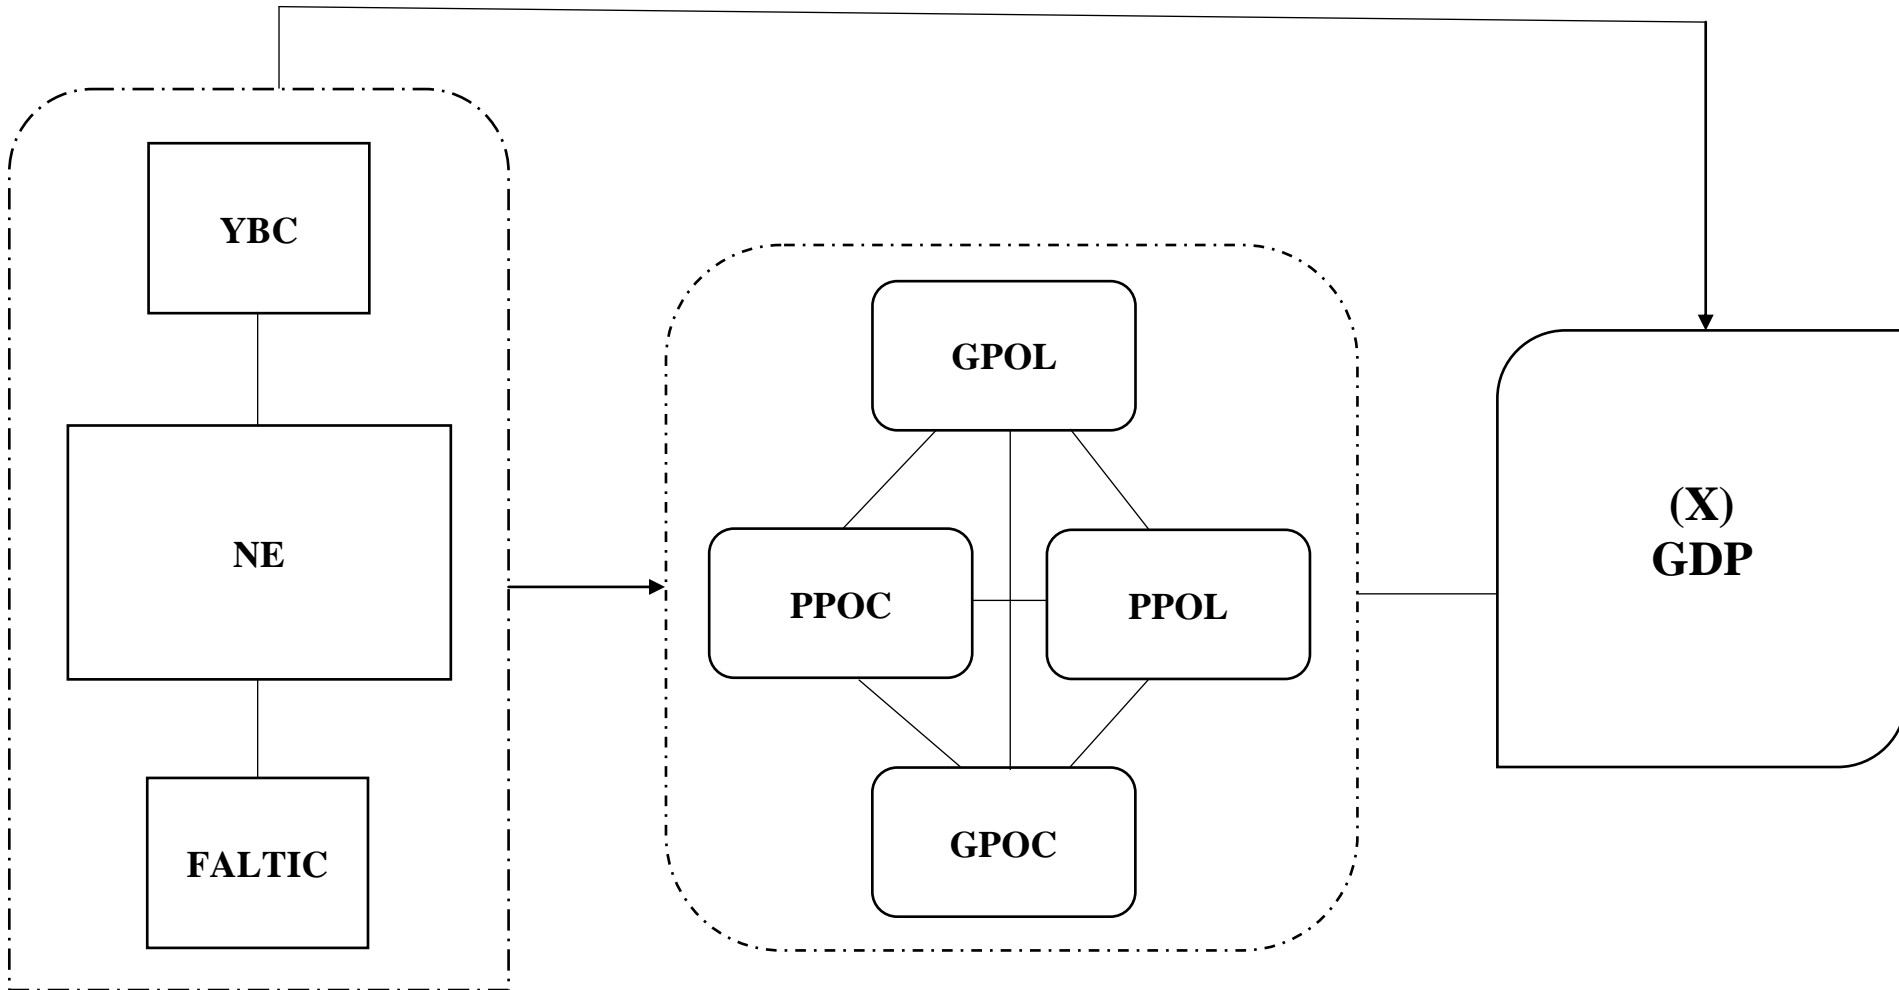 YBC
NE
FALTIC
GPOL
PPOC
PPOL
GPOC
(X)
GDP